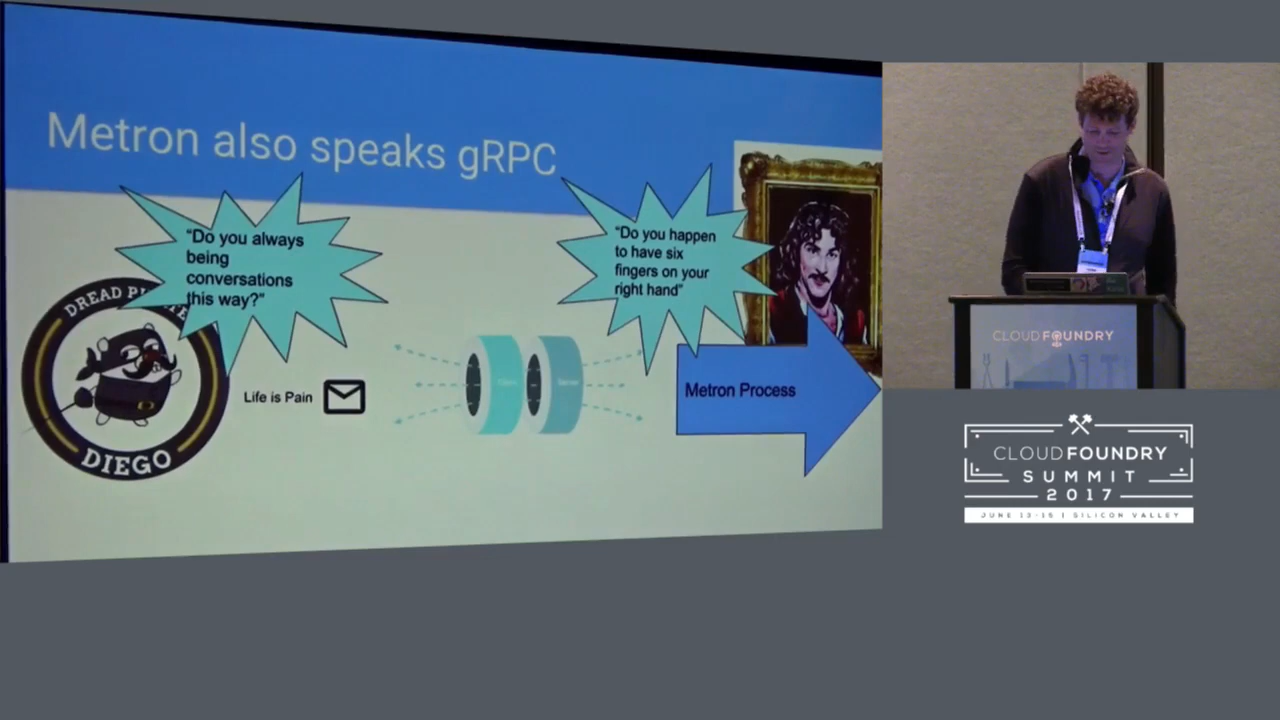 Metron also speaks gRPC
“Do you always
being
conversations
this way?”
“Do you happen
to have six
fingers on your
right hand”
DREAD
DIEGO
Life is Pain
Metron Process
CLOUD FOUNDRY
CLOUD FOUNDRY
SUMMIT
2017
JUNE 13-15 | SILICON VALLEY